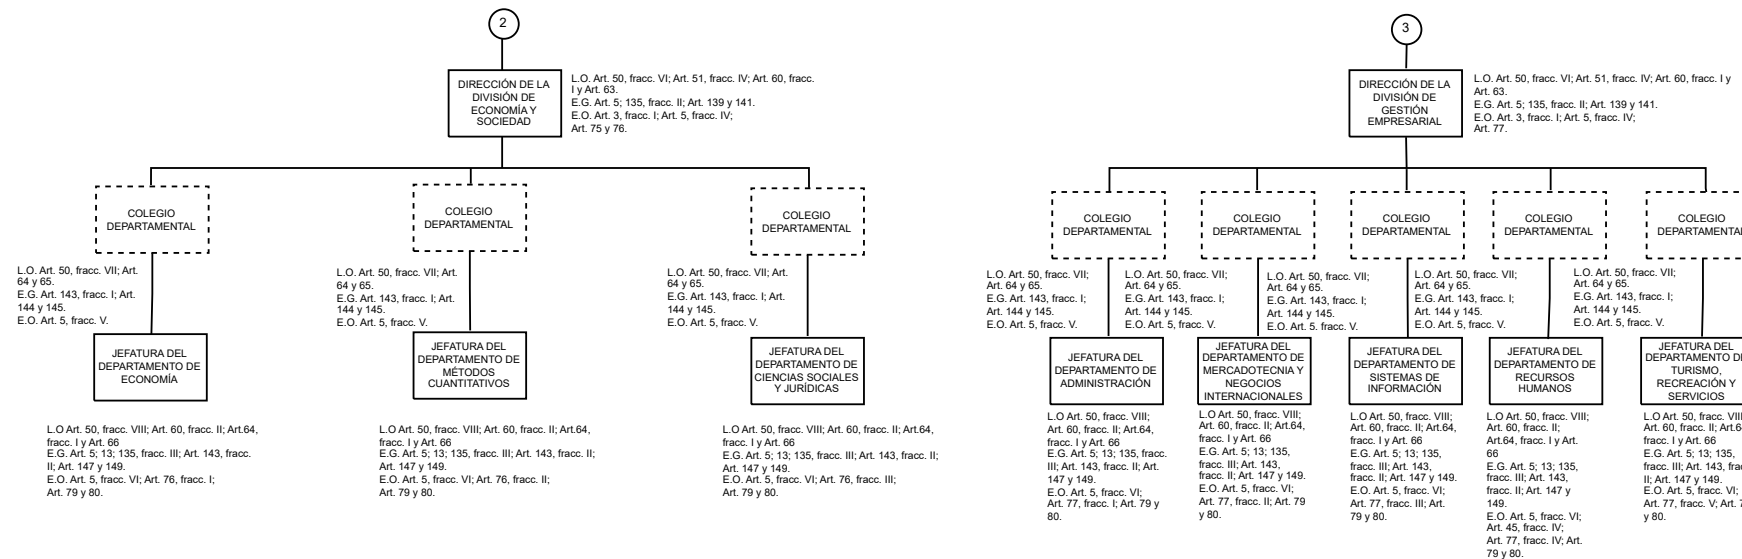 2
DIRECCIÓN DE LA
DIVISIÓN DE
ECONOMÍA Y
SOCIEDAD
L.O. Art. 50, fracc. VI; Art. 51, fracc. IV; Art. 60, fracc.
I y Art. 63.
E.G. Art. 5; 135, fracc. II; Art. 139 y 141.
E.O. Art. 3, fracc. I; Art. 5, fracc. IV;
Art. 75 y 76.
COLEGIO
DEPARTAMENTAL
L.O. Art. 50, fracc. VII; Art.
64 y 65.
E.G. Art. 143, fracc. I; Art.
144 y 145.
E.O. Art. 5, fracc. V.
JEFATURA DEL
DEPARTAMENTO DE
ECONOMÍA
L.O Art. 50, fracc. VIII; Art. 60, fracc. II; Art.64,
fracc. I y Art. 66
E.G. Art. 5; 13; 135, fracc. III; Art. 143, fracc.
II; Art. 147 y 149.
E.O. Art. 5, fracc. VI; Art. 76, fracc. I;
Art. 79 y 80.
COLEGIO
DEPARTAMENTAL
L.O. Art. 50, fracc. VII; Art.
64 y 65.
E.G. Art. 143, fracc. I; Art.
144 y 145.
E.O. Art. 5, fracc. V.
JEFATURA DEL
DEPARTAMENTO DE
MÉTODOS
CUANTITATIVOS
L.O Art. 50, fracc. VIII; Art. 60, fracc. II; Art.64,
fracc. I y Art. 66
E.G. Art. 5; 13; 135, fracc. III; Art. 143, fracc. II;
Art. 147 y 149.
E.O. Art. 5, fracc. VI; Art. 76, fracc. II;
Art. 79 y 80.
COLEGIO
DEPARTAMENTAL
L.O. Art. 50, fracc. VII; Art.
64 y 65.
E.G. Art. 143, fracc. I; Art.
144 y 145.
E.O. Art. 5, fracc. V.
JEFATURA DEL
DEPARTAMENTO DE
CIENCIAS SOCIALES
Y JURÍDICAS
L.O Art. 50, fracc. VIII; Art. 60, fracc. II; Art.64,
fracc. I y Art. 66
E.G. Art. 5; 13; 135, fracc. III; Art. 143, fracc. II;
Art. 147 y 149.
E.O. Art. 5, fracc. VI; Art. 76, fracc. III;
Art. 79 y 80.
3
DIRECCIÓN DE LA
DIVISIÓN DE
GESTIÓN
EMPRESARIAL
L.O. Art. 50, fracc. VI; Art. 51, fracc. IV; Art. 60, fracc. I y
Art. 63.
E.G. Art. 5; 135, fracc. II; Art. 139 y 141.
E.O. Art. 3, fracc. I; Art. 5, fracc. IV;
Art. 77.
COLEGIO
DEPARTAMENTAL
L.O. Art. 50, fracc. VII;
Art. 64 y 65.
E.G. Art. 143, fracc. I;
Art. 144 y 145.
E.O. Art. 5, fracc. V.
JEFATURA DEL
DEPARTAMENTO DE
ADMINISTRACIÓN
L.O Art. 50, fracc. VIII;
Art. 60, fracc. II; Art.64,
fracc. I y Art. 66
E.G. Art. 5; 13; 135, fracc.
III; Art. 143, fracc. II; Art.
147 y 149.
E.O. Art. 5, fracc. VI;
Art. 77, fracc. I; Art. 79 y
80.
COLEGIO
DEPARTAMENTAL
L.O. Art. 50, fracc. VII;
Art. 64 y 65.
E.G. Art. 143, fracc. I;
Art. 144 y 145.
E.O. Art. 5, fracc. V.
JEFATURA DEL
DEPARTAMENTO DE
MERCADOTECNIA Y
NEGOCIOS
INTERNACIONALES
L.O Art. 50, fracc. VIII;
Art. 60, fracc. II; Art.64,
fracc. I y Art. 66
E.G. Art. 5; 13; 135,
fracc. III; Art. 143,
fracc. II; Art. 147 y 149.
E.O. Art. 5, fracc. VI;
Art. 77, fracc. II; Art. 79
y 80.
COLEGIO
DEPARTAMENTAL
L.O. Art. 50, fracc. VII;
Art. 64 y 65.
E.G. Art. 143, fracc. I;
Art. 144 y 145.
E.O. Art. 5, fracc. V.
JEFATURA DEL
DEPARTAMENTO DE
SISTEMAS DE
INFORMACIÓN
L.O Art. 50, fracc. VIII;
Art. 60, fracc. II; Art.64,
fracc. I y Art. 66
E.G. Art. 5; 13; 135,
fracc. III; Art. 143,
fracc. II; Art. 147 y 149.
E.O. Art. 5, fracc. VI;
Art. 77, fracc. III; Art.
79 y 80.
COLEGIO
DEPARTAMENTAL
L.O. Art. 50, fracc. VII;
Art. 64 y 65.
E.G. Art. 143, fracc. I;
Art. 144 y 145.
E.O. Art. 5, fracc. V.
JEFATURA DEL
DEPARTAMENTO DE
RECURSOS
HUMANOS
L.O Art. 50, fracc. VIII;
Art. 60, fracc. II;
Art.64, fracc. I y Art.
66
E.G. Art. 5; 13; 135,
fracc. III; Art. 143,
fracc. II; Art. 147 y
149.
E.O. Art. 5, fracc. VI;
Art. 45, fracc. IV;
Art. 77, fracc. IV; Art.
79 y 80.
COLEGIO
L.O. Art. 50, fracc. VII;
Art. 64 y 65.
E.G. Art. 143, fracc. I;
Art. 144 y 145.
E.O. Art. 5, fracc. V.
JEFATURA DEL
DEPARTAMENTO
TURISMO,
RECREACIÓN Y
SERVICIOS
L.O Art. 50, fracc.
Art. 60, fracc. II;
fracc. I y Art. 66
E.G. Art. 5; 13; 135,
fracc. III; Art. 143,
II; Art. 147 y 149.
E.O. Art. 5, fracc. VI;
Art. 77, fracc. V; Art.
y 80.